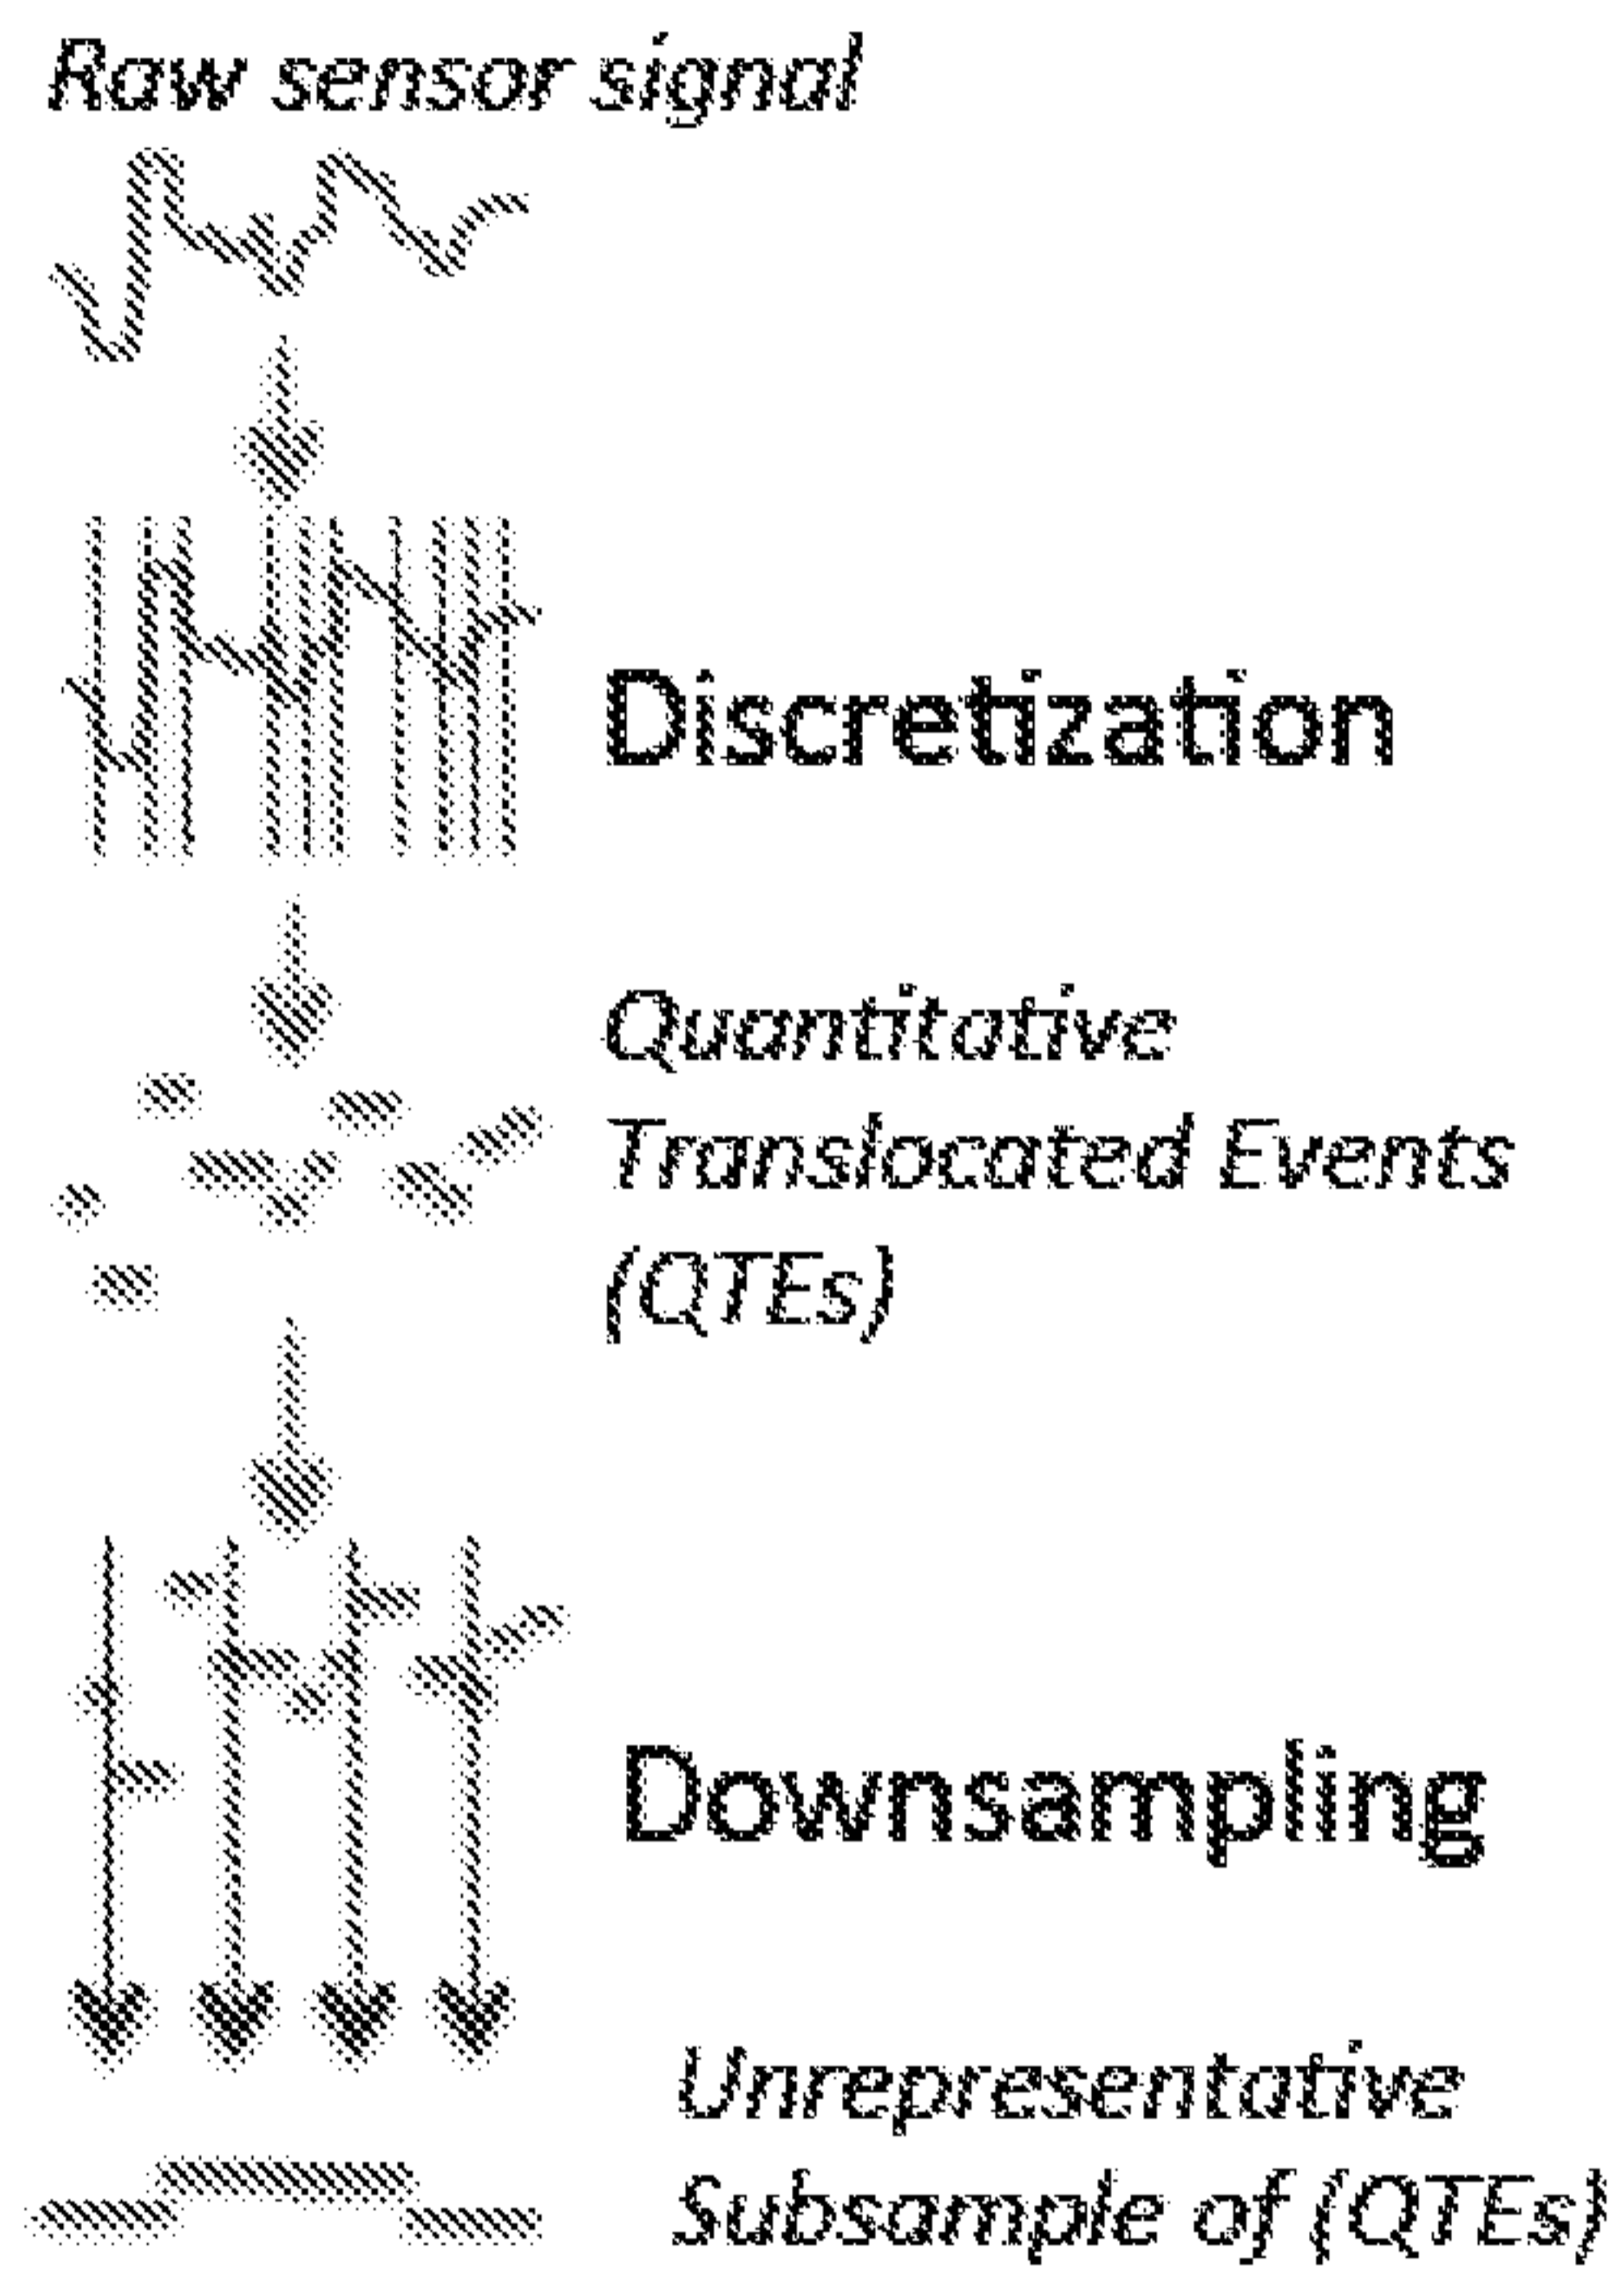 Raw sensor signal
Discretization
Quantitative
Translocated Events
(QTEs)
Downsampling
Unrepresentative
Subsample of (QTEs)